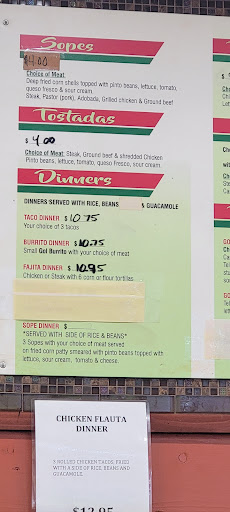 Sopes
$4.00
Choice of Meat:
Deep fried corn shells topped with pinto beans, lettuce, tomato,
queso fresco & sour cream.
Steak, Pastor (pork), Adobada, Grilled chicken & Ground beef
Tostadas
$ 4.00
Choice of Meat: Steak, Ground beef & shredded Chicken
Pinto beans, lettuce, tomato, queso fresco, sour cream.
Dinners
DINNERS SERVED WITH RICE, BEANS & GUACAMOLE
TACO DINNER $ 10.75
Your choice of 3 tacos
BURRITO DINNER $10.75
Small Gol Burrito with your choice of meat
FAJITA DINNER $10.95
Chicken or Steak with 6 corn or flour tortillas
SOPE DINNER $
*SERVED WITH SIDE OF RICE & BEANS*
3 Sopes with your choice of meat served
on fried corn patty smeared with pinto beans topped with
lettuce, sour cream, tomato & cheese.
CHICKEN FLAUTA
DINNER
3 ROLLED CHICKEN TACOS FRIED
WITH A SIDE OF RICE, BEANS AND
GUACAMOLE
$12.95